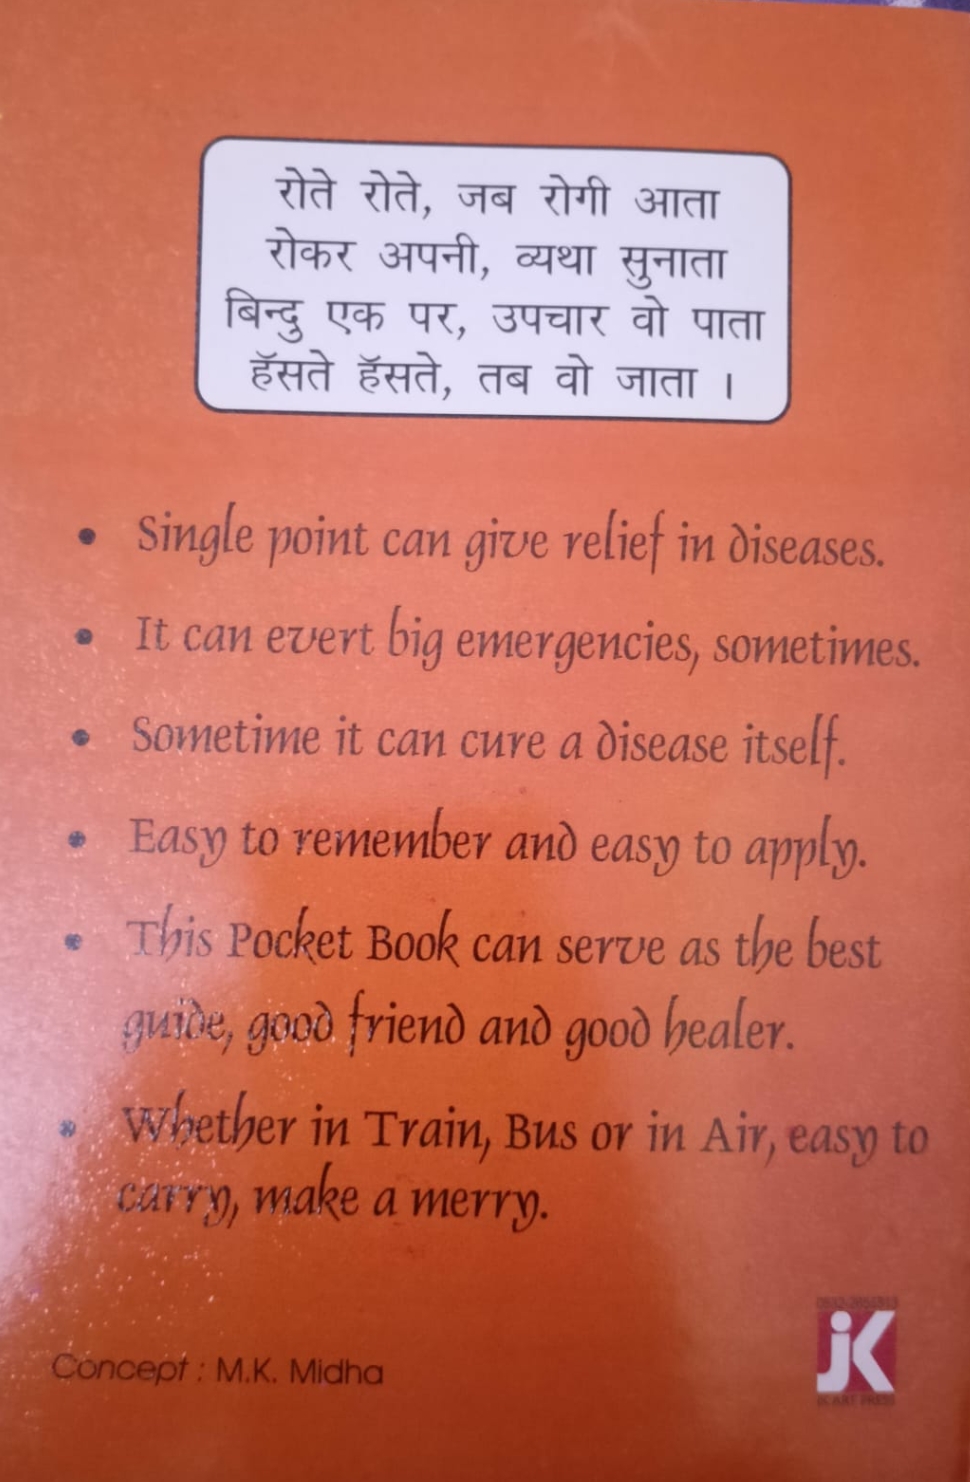 रोते रोते, जब रोगी आता
रोकर अपनी, व्यथा सुनाता
बिन्दु एक पर, उपचार वो पाता
हॅसते हॅसते, तब वो जाता ।
• Single point can give relief in diseases.
• It can evert big emergencies, sometimes.
• Sometime it can cure a disease itself.
• Easy to remember and easy to apply.
• This Pocket Book can serve as the best
guide, good friend and good healer.
• Whether in Train, Bus or in Air, easy to
carry, make a merry.
Concept : M.K. Midha
jK
JK ART PRESS